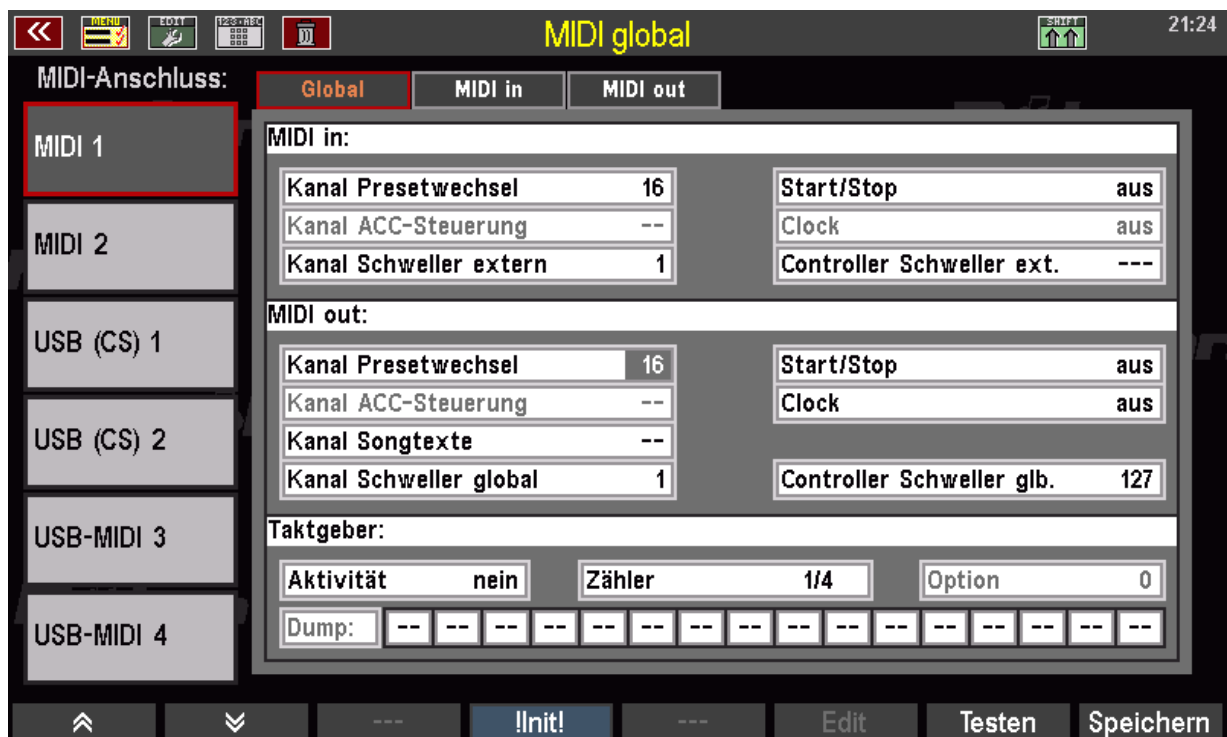 MENU EDIT 123·ABC MIDI global SHIFT 21:24
MIDI-Anschluss:
Global MIDI in MIDI out
MIDI 1
MIDI 2
USB (CS) 1
USB (CS) 2
USB-MIDI 3
USB-MIDI 4
MIDI in:
Kanal Presetwechsel 16 Start/Stop aus
Kanal ACC-Steuerung -- Clock aus
Kanal Schweller extern 1 Controller Schweller ext. ---
MIDI out:
Kanal Presetwechsel 16 Start/Stop aus
Kanal ACC-Steuerung -- Clock aus
Kanal Songtexte --
Kanal Schweller global 1 Controller Schweller glb. 127
Taktgeber:
Aktivität nein Zähler 1/4 Option 0
Dump: -- -- -- -- -- -- -- -- -- -- -- -- -- -- -- --
--- !Init! --- Edit Testen Speichern